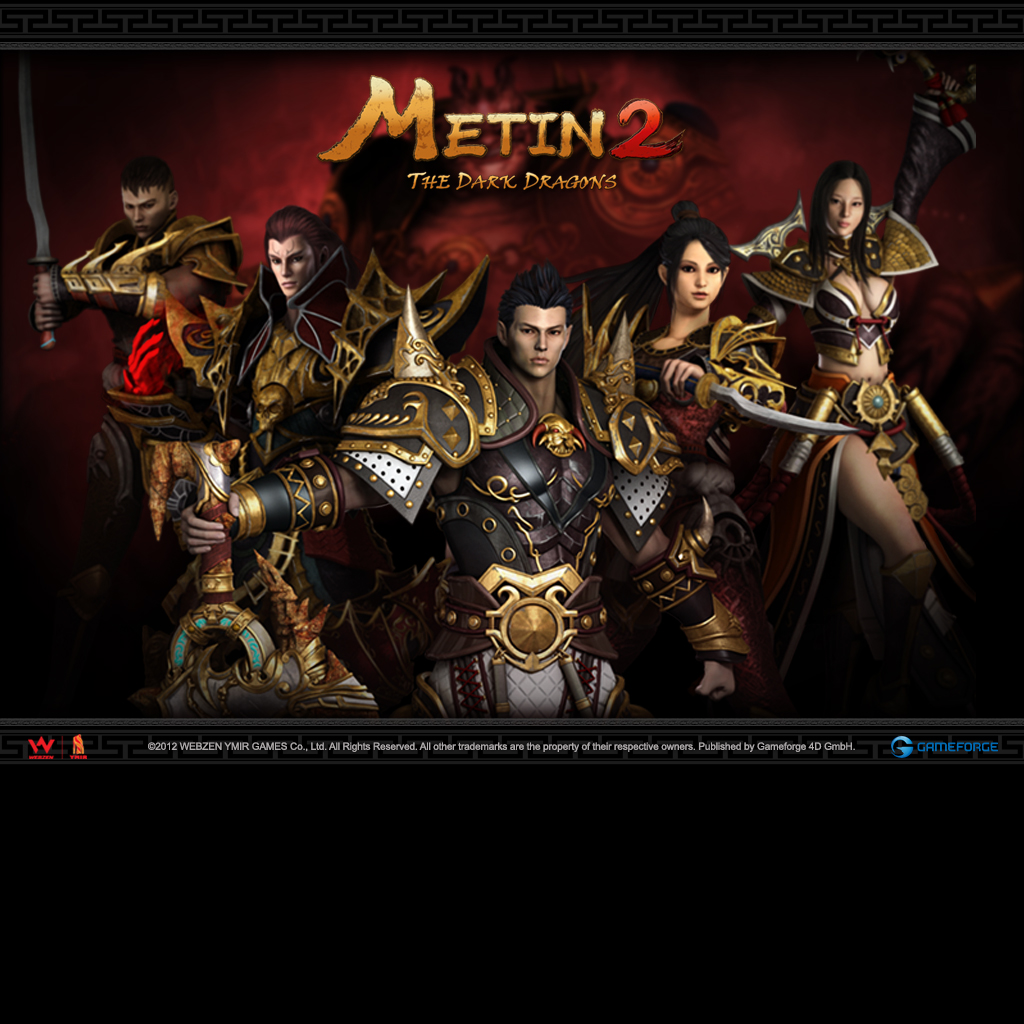 METIN 2
THE DARK DRAGONS
WEBZEN YMIR
©2012 WEBZEN YMIR GAMES Co., Ltd. All Rights Reserved. All other trademarks are the property of their respective owners. Published by Gameforge 4D GmbH.
GAMEFORGE